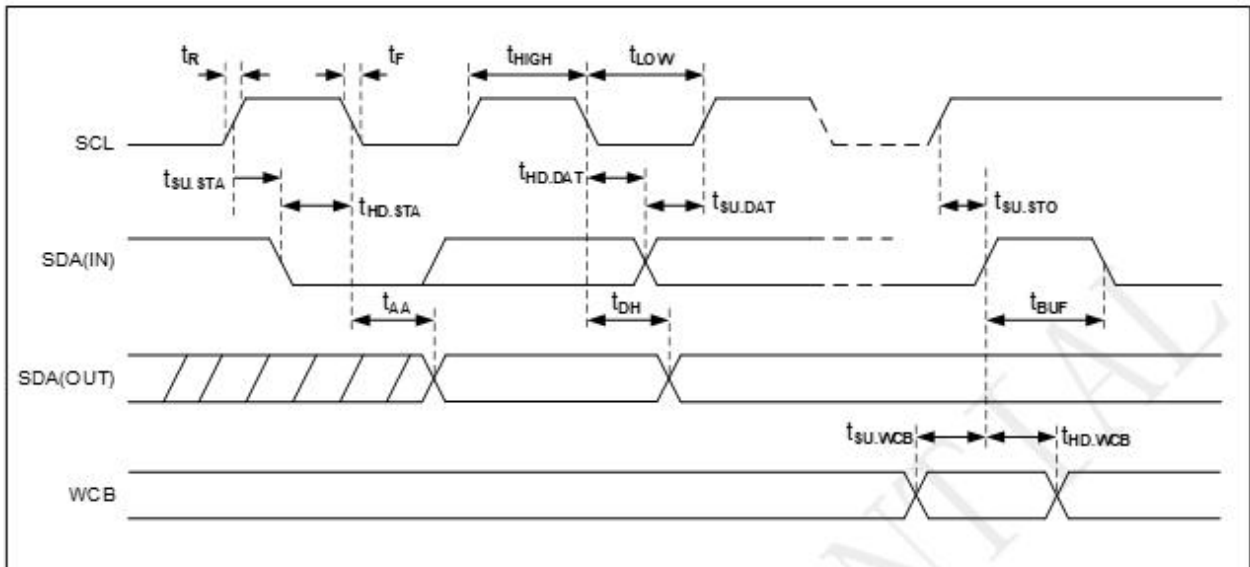 tR tF tHIGH tLOW
SCL
tSU.STA tHD.STA tHD.DAT tSU.DAT tSU.STO
SDA(IN)
tAA tDH tBUF
SDA(OUT)
tSU.WCB tHD.WCB
WCB
NTIAL